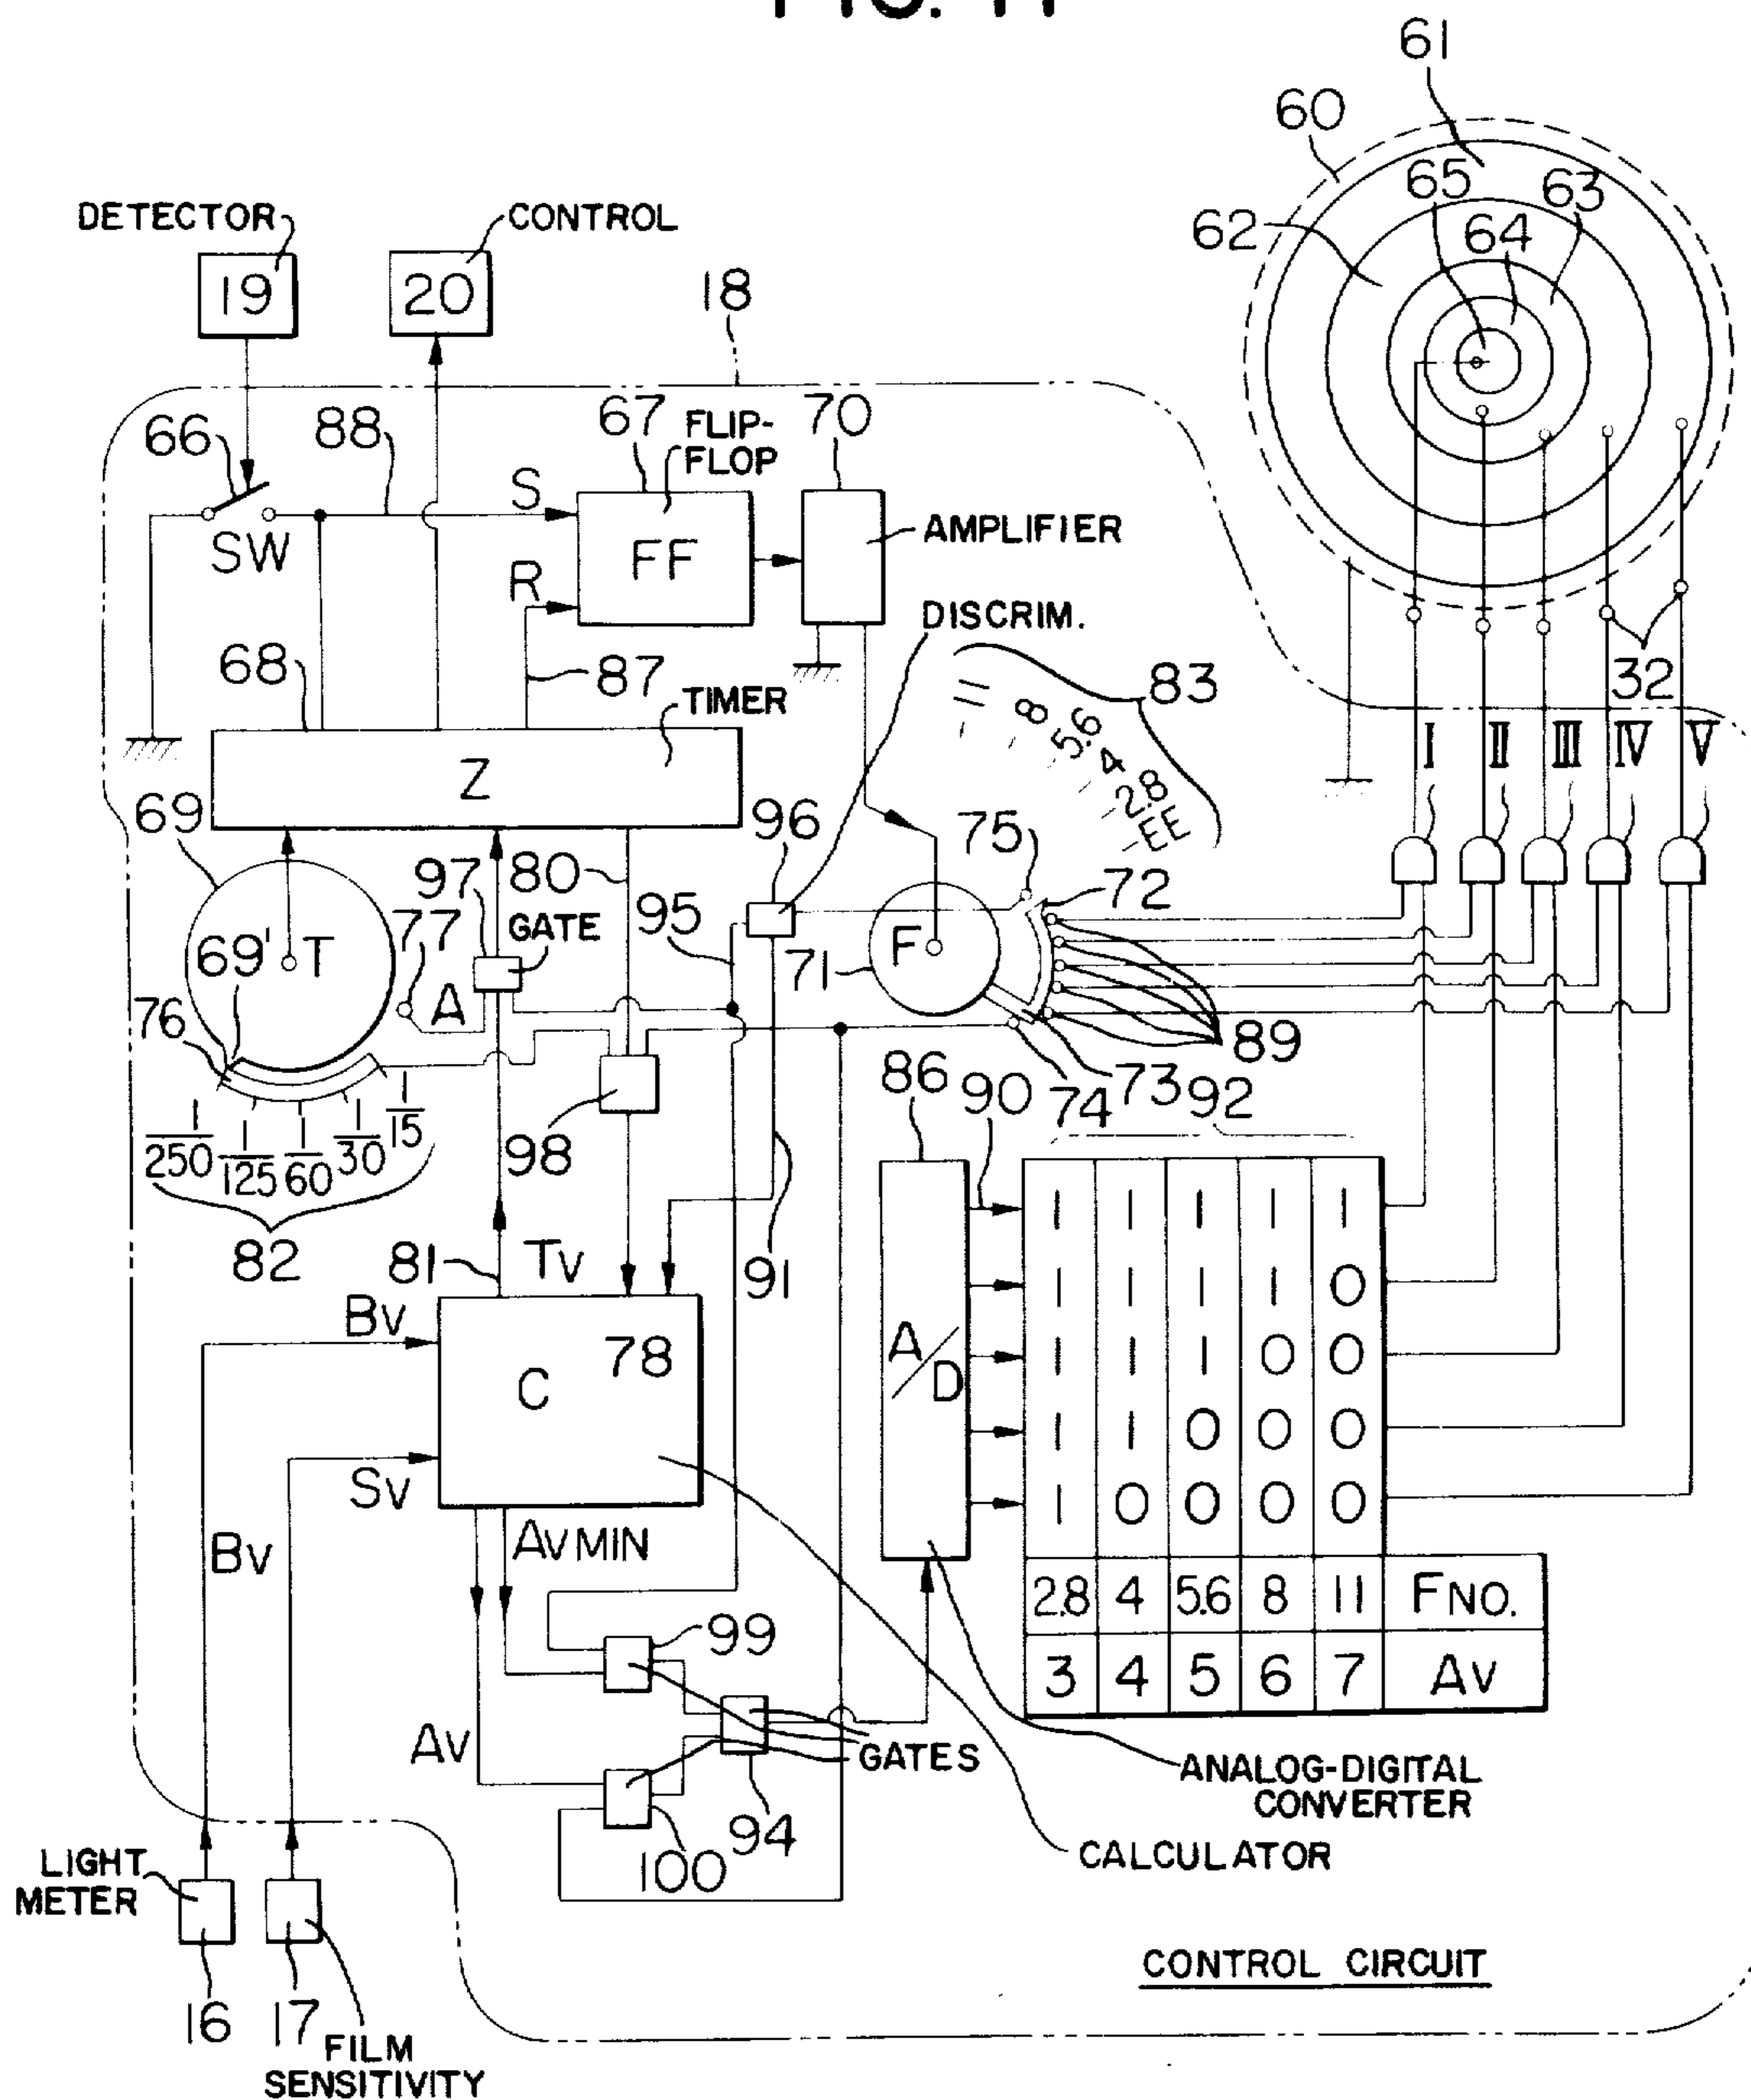 FIG. 11
61
60
65
63
62
64
DETECTOR
CONTROL
19
20
18
66
88
67
FLIP-
FLOP
70
S
SW
FF
AMPLIFIER
R
DISCRIM.
68
87
83
32
TIMER
11 8 5.6 4 2.8 EE
I II III IV V
Z
69
96
75
97
80
72
77
GATE
95
69'
T
A
71
F
76
89
86
90
74
73
92
1/250 1/125 1/60 1/30 1/15
98
82
81
TV
91
BV
1 1 1 1 1
1 1 1 1 0
78
A/D
1 1 1 0 0
C
1 1 0 0 0
SV
1 0 0 0 0
BV
AV MIN
2.8 4 5.6 8 11 FNO.
99
3 4 5 6 7 AV
AV
GATES
ANALOG-DIGITAL
CONVERTER
94
100
CALCULATOR
LIGHT
METER
CONTROL CIRCUIT
16
17
FILM
SENSITIVITY